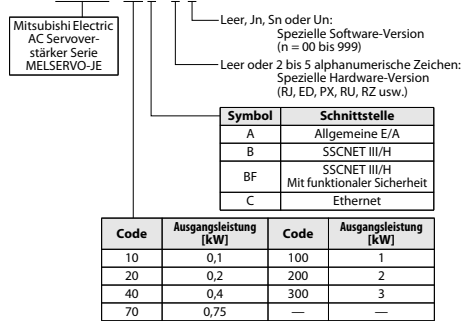 Mitsubishi Electric
AC Servover-
stärker Serie
MELSERVO-JE
Leer, Jn, Sn oder Un:
Spezielle Software-Version
(n = 00 bis 999)
Leer oder 2 bis 5 alphanumerische Zeichen:
Spezielle Hardware-Version
(RJ, ED, PX, RU, RZ usw.)
Symbol Schnittstelle
A Allgemeine E/A
B SSCNET III/H
BF SSCNET III/H
Mit funktionaler Sicherheit
C Ethernet
Code Ausgangsleistung [kW] Code Ausgangsleistung [kW]
10 0,1 100 1
20 0,2 200 2
40 0,4 300 3
70 0,75 — —